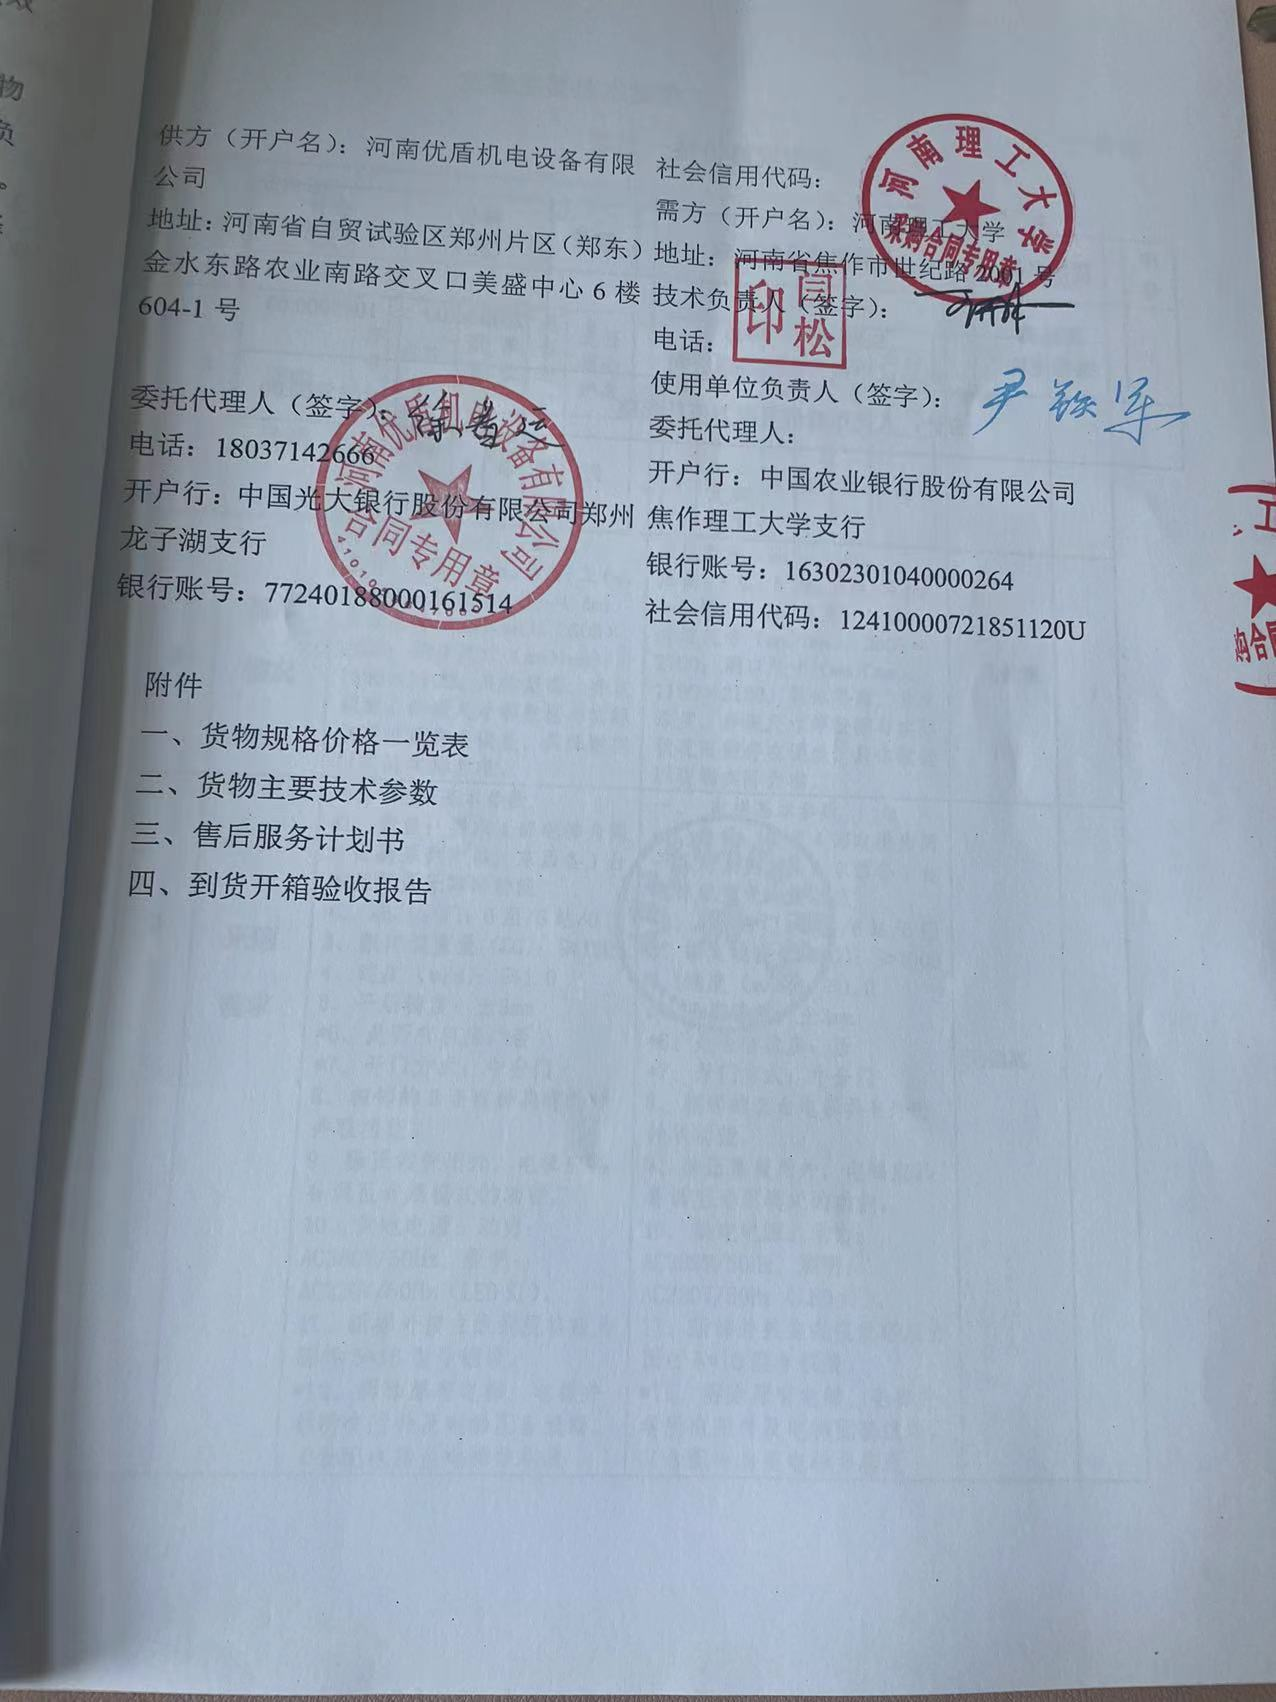 供方（开户名）：河南优盾机电设备有限
公司
地址：河南省自贸试验区郑州片区（郑东）
金水东路农业南路交叉口美盛中心 6 楼
604-1 号
委托代理人（签字）：
电话：18037142666
开户行：中国光大银行股份有限公司郑州
龙子湖支行
银行账号：77240188000161514
河南优盾机电设备有限公司
合同专用章
社会信用代码：
需方（开户名）：河南理工大学
地址：河南省焦作市世纪路 2001 号
技术负责人（签字）：
电话：
使用单位负责人（签字）：
尹
委托代理人：
开户行：中国农业银行股份有限公司
焦作理工大学支行
银行账号：16302301040000264
社会信用代码：12410000721851120U
河南理工大学
采购合同专用章
闫松印
附件
一、货物规格价格一览表
二、货物主要技术参数
三、售后服务计划书
四、到货开箱验收报告
工
购合同
物